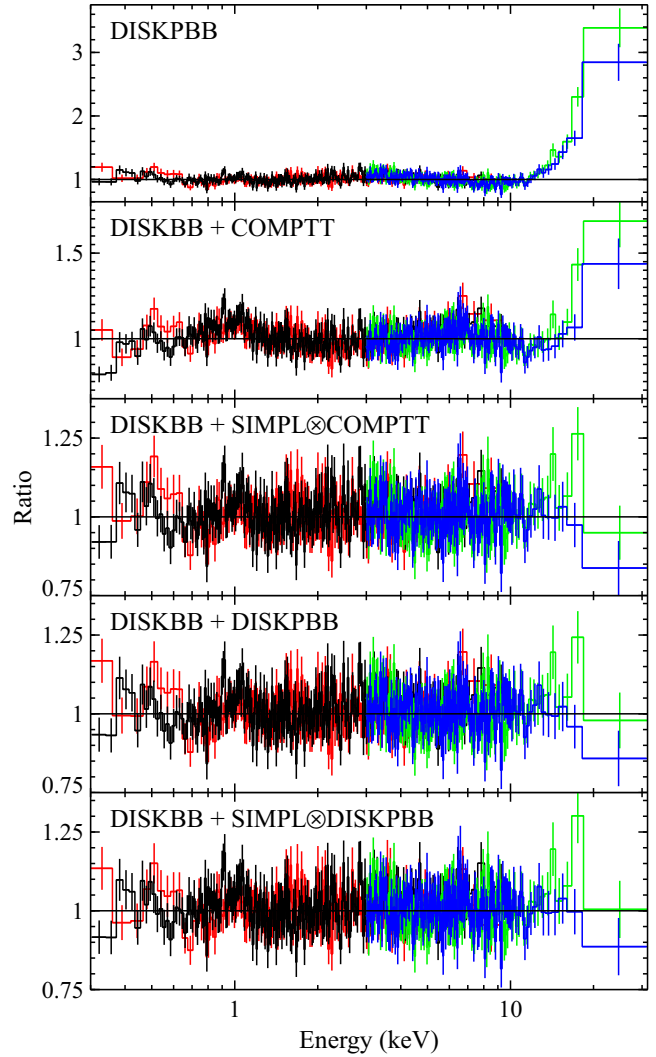 DISKPBB
3
2
1
DISKBB + COMPTT
1.5
1
DISKBB + SIMPL⊗COMPTT
1.25
1
0.75
Ratio
DISKBB + DISKPBB
1.25
1
0.75
DISKBB + SIMPL⊗DISKPBB
1.25
1
0.75
1 10
Energy (keV)